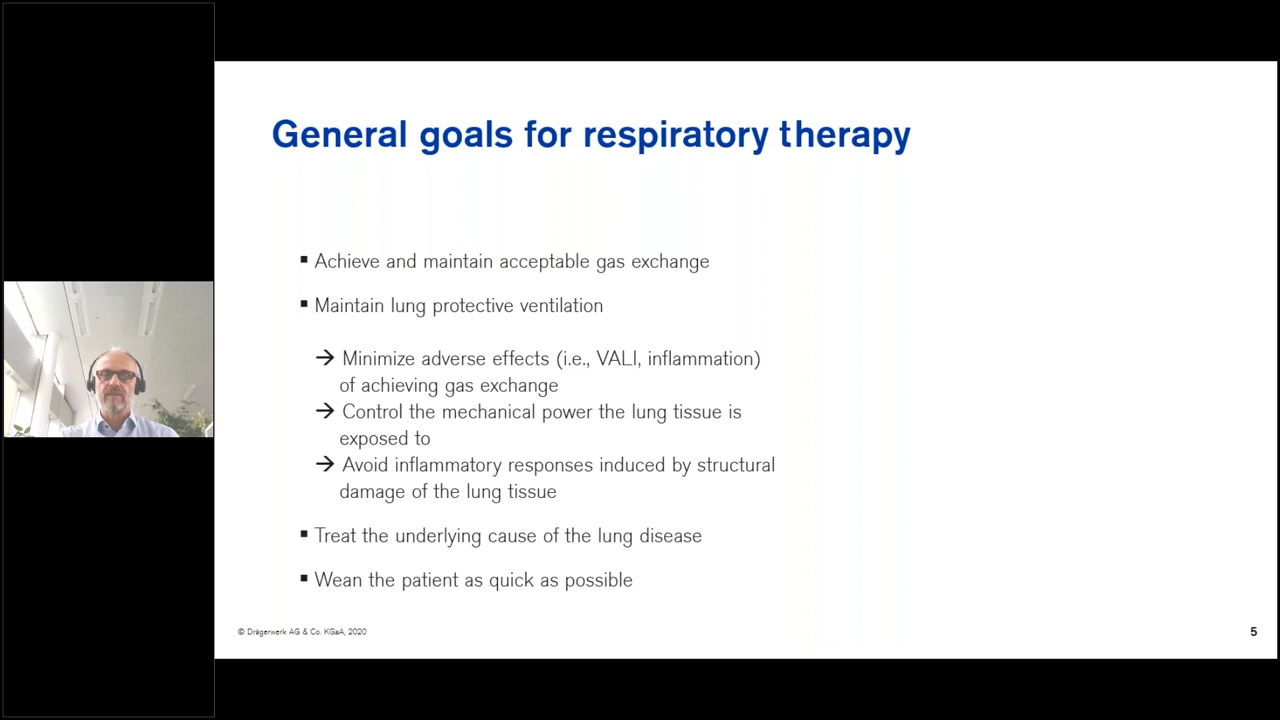 General goals for respiratory therapy
▪ Achieve and maintain acceptable gas exchange
▪ Maintain lung protective ventilation
→ Minimize adverse effects (i.e., VALI, inflammation)
of achieving gas exchange
→ Control the mechanical power the lung tissue is
exposed to
→ Avoid inflammatory responses induced by structural
damage of the lung tissue
▪ Treat the underlying cause of the lung disease
▪ Wean the patient as quick as possible
© Drägerwerk AG & Co. KGaA, 2020
5